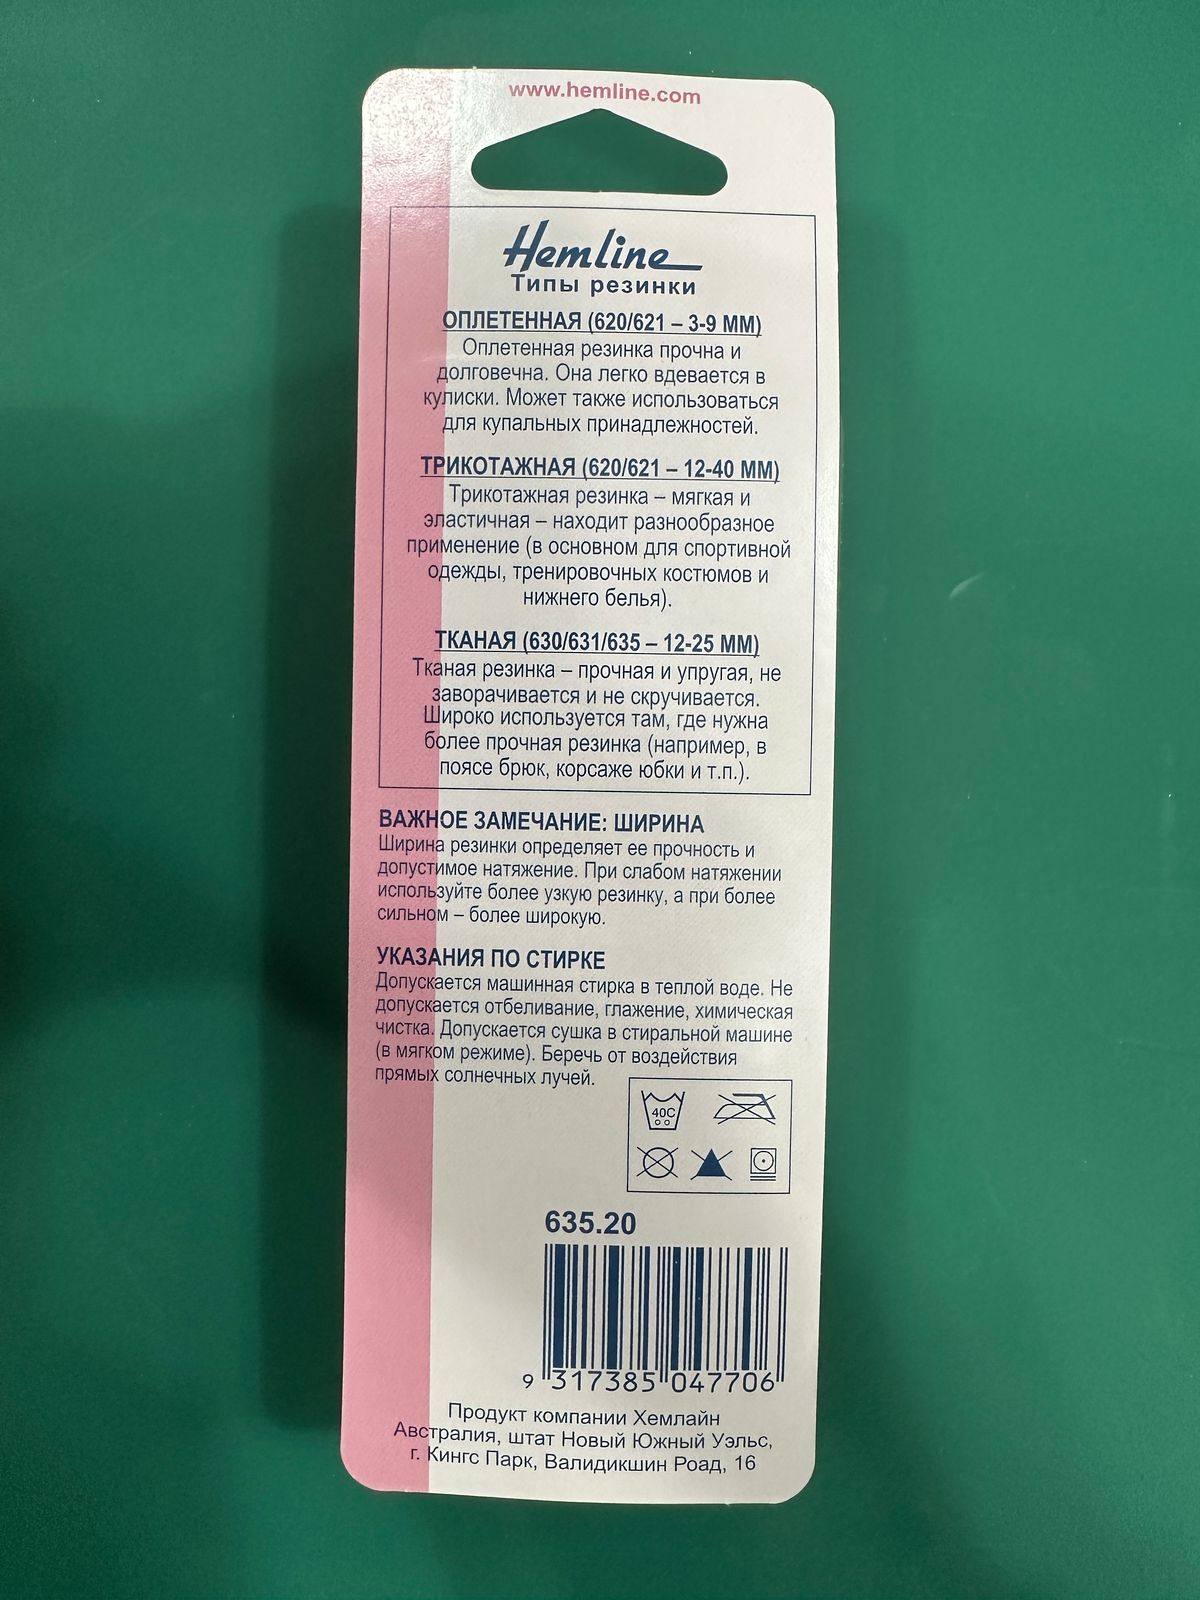 www.hemline.com
Hemline
Типы резинки
ОПЛЕТЕННАЯ (620/621 – 3-9 ММ)
Оплетенная резинка прочна и
долговечна. Она легко вдевается в
кулиски. Может также использоваться
для купальных принадлежностей.
ТРИКОТАЖНАЯ (620/621 – 12-40 ММ)
Трикотажная резинка – мягкая и
эластичная – находит разнообразное
применение (в основном для спортивной
одежды, тренировочных костюмов и
нижнего белья).
ТКАНАЯ (630/631/635 – 12-25 ММ)
Тканая резинка – прочная и упругая, не
заворачивается и не скручивается.
Широко используется там, где нужна
более прочная резинка (например, в
поясе брюк, корсаже юбки и т.п.).
ВАЖНОЕ ЗАМЕЧАНИЕ: ШИРИНА
Ширина резинки определяет ее прочность и
допустимое натяжение. При слабом натяжении
используйте более узкую резинку, а при более
сильном – более широкую.
УКАЗАНИЯ ПО СТИРКЕ
Допускается машинная стирка в теплой воде. Не
допускается отбеливание, глажение, химическая
чистка. Допускается сушка в стиральной машине
(в мягком режиме). Беречь от воздействия
прямых солнечных лучей.
40C
635.20
9 317385 047706
Продукт компании Хемлайн
Австралия, штат Новый Южный Уэльс,
г. Кингс Парк, Валидикшин Роад, 16